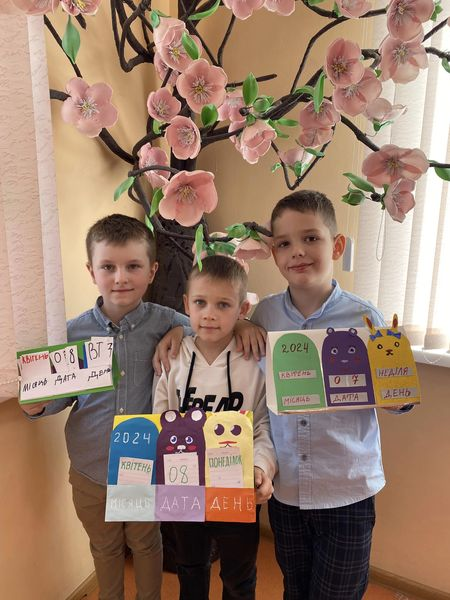 КВІТЕНЬ 08 ВТ
МІСЯЦЬ ДАТА ДЕНЬ
2024
КВІТЕНЬ 07 НЕДІЛЯ
МІСЯЦЬ ДАТА ДЕНЬ
2024
КВІТЕНЬ 08 ПОНЕДІЛОК
МІСЯЦЬ ДАТА ДЕНЬ